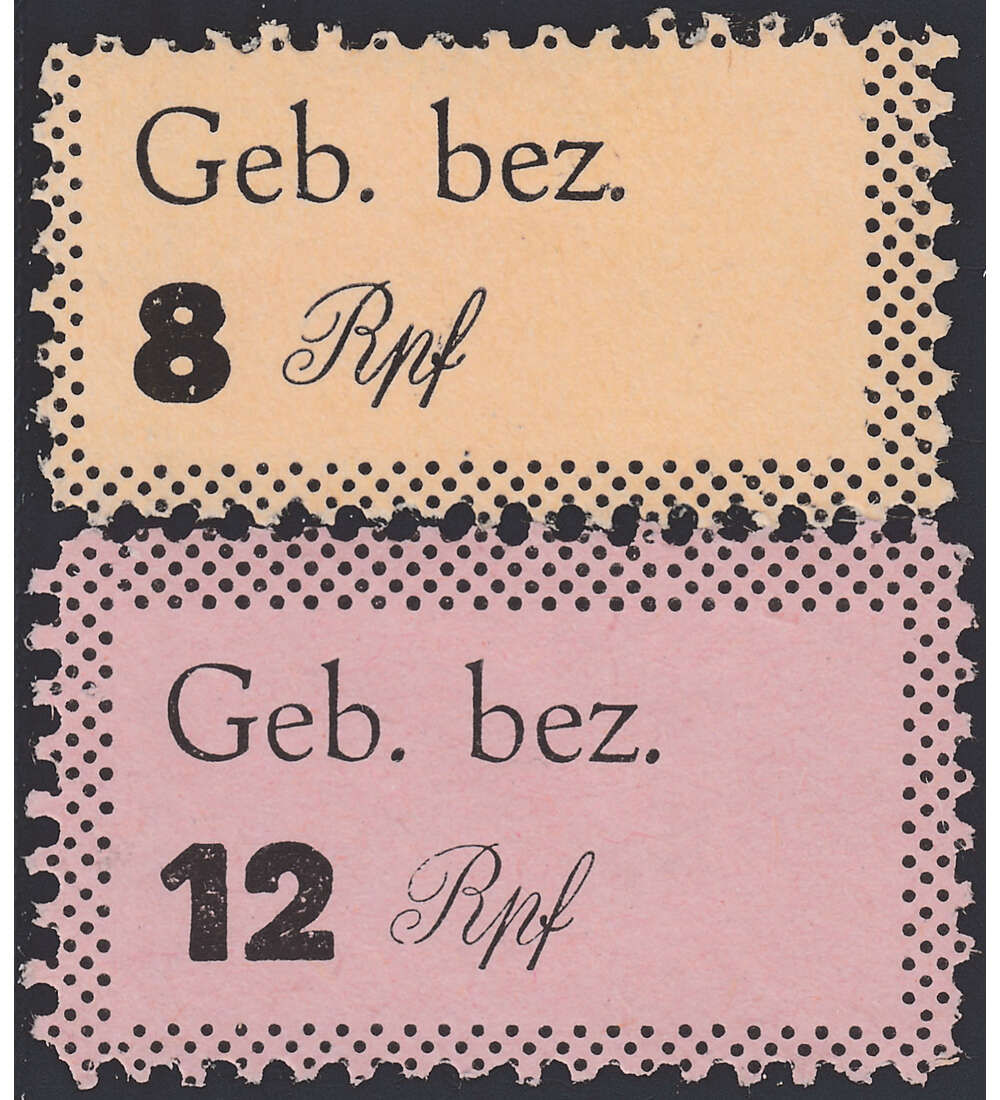 Geb. bez.
8 Rpf
Geb. bez.
12 Rpf